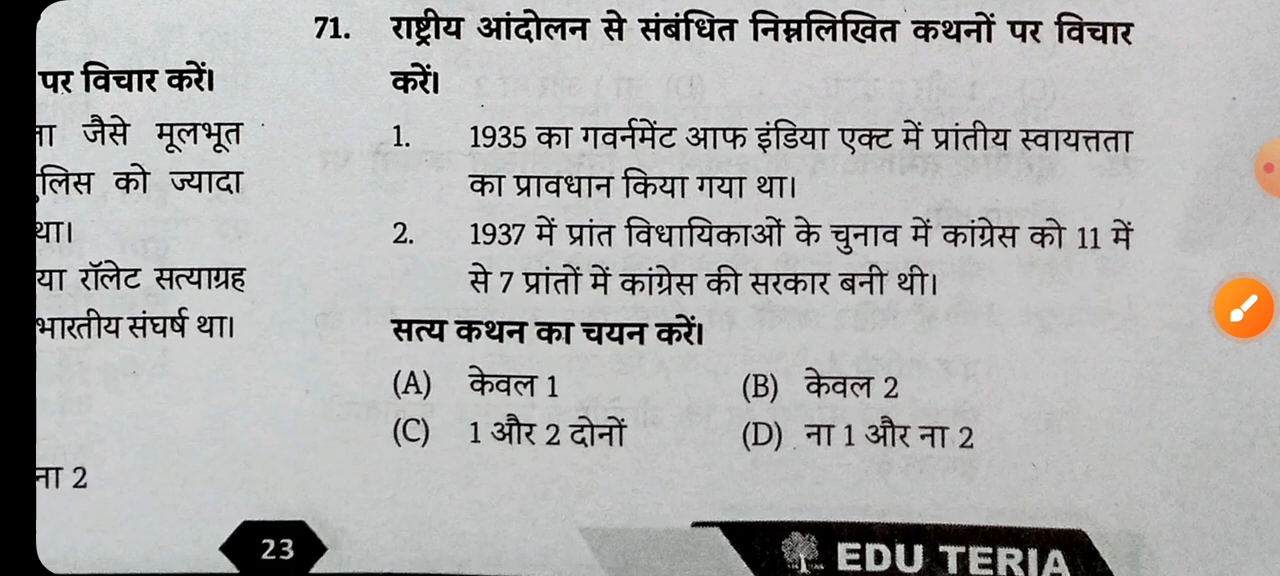 पर विचार करें।
जैसे मूलभूत
को ज्यादा
था।
या रॉलेट सत्याग्रह
भारतीय संघर्ष था।
ना 2
71. राष्ट्रीय आंदोलन से संबंधित निम्नलिखित कथनों पर विचार
करें।
1. 1935 का गवर्नमेंट आफ इंडिया एक्ट में प्रांतीय स्वायत्तता
का प्रावधान किया गया था।
2. 1937 में प्रांत विधायिकाओं के चुनाव में कांग्रेस को 11 में
से 7 प्रांतों में कांग्रेस की सरकार बनी थी।
सत्य कथन का चयन करें।
(A) केवल 1 (B) केवल 2
(C) 1 और 2 दोनों (D) ना 1 और ना 2
23
EDU TERIA